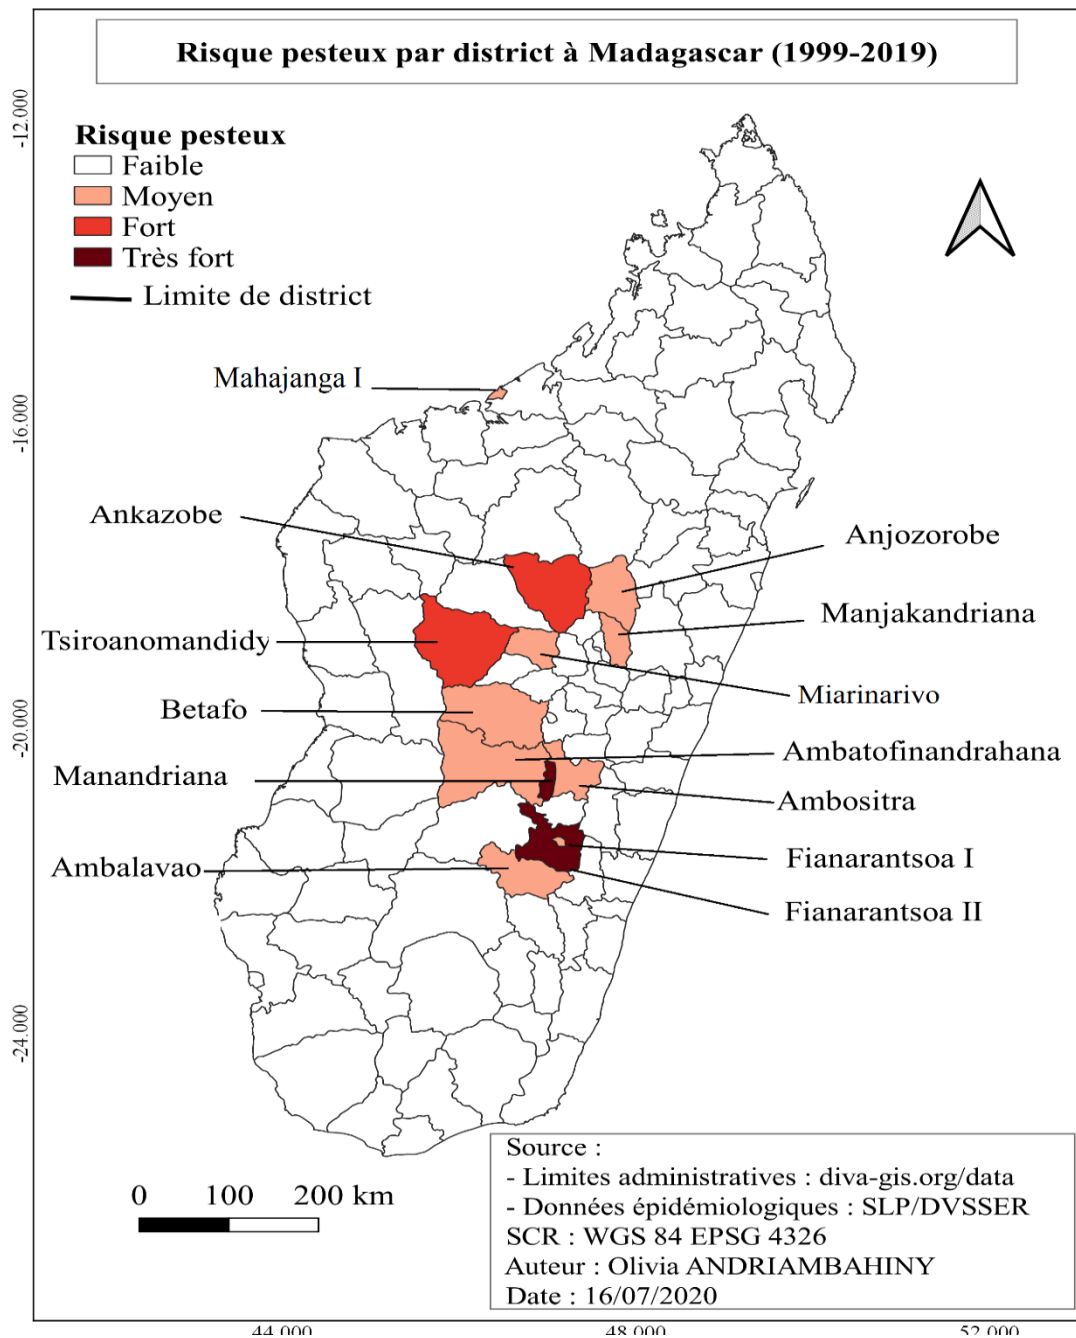 Risque pesteux par district à Madagascar (1999-2019)
Risque pesteux
Faible
Moyen
Fort
Très fort
Limite de district
-12.000
-16.000
-20.000
-24.000
Mahajanga I
Ankazobe
Anjozorobe
Manjakandriana
Tsiroanomandidy
Miarinarivo
Betafo
Ambatofinandrahana
Manandriana
Ambositra
Fianarantsoa I
Ambalavao
Fianarantsoa II
0 100 200 km
Source :
- Limites administratives : diva-gis.org/data
- Données épidémiologiques : SLP/DVSSER
SCR : WGS 84 EPSG 4326
Auteur : Olivia ANDRIAMBAHINY
Date : 16/07/2020
44.000 48.000 52.000